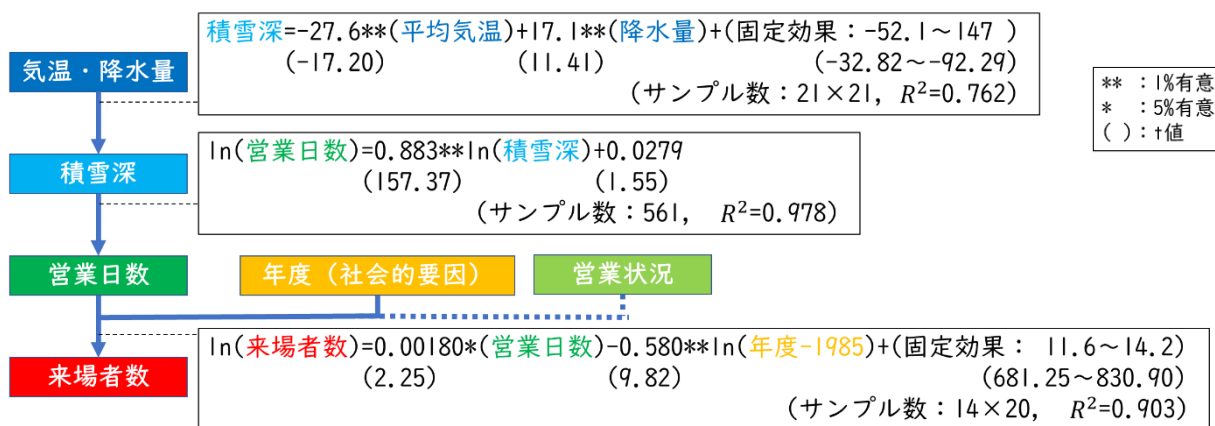 積雪深=-27.6**(平均気温)+17.1**(降水量)+(固定効果：-52.1～147 )
(-17.20) (11.41) (-32.82～-92.29)
(サンプル数：21×21, R²=0.762)
気温・降水量
** ：1%有意
* ：5%有意
( )：t値
ln(営業日数)=0.883**ln(積雪深)+0.0279
(157.37) (1.55)
(サンプル数：561, R²=0.978)
積雪深
営業日数
年度（社会的要因）
営業状況
ln(来場者数)=0.00180*(営業日数)-0.580**ln(年度-1985)+(固定効果： 11.6～14.2)
(2.25) (9.82) (681.25～830.90)
(サンプル数：14×20, R²=0.903)
来場者数